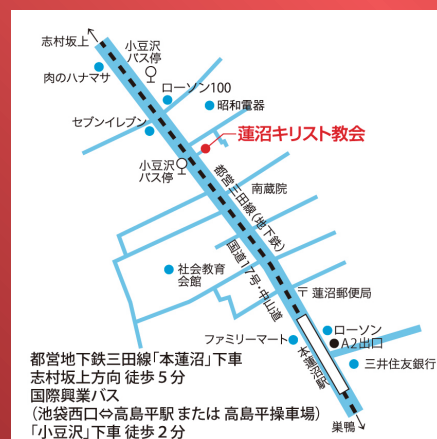 志村坂上
小豆沢
バス停
肉のハナマサ
ローソン100
昭和電器
セブンイレブン
蓮沼キリスト教会
小豆沢
バス停
都営三田線(地下鉄)
南蔵院
国道17号・中山道
社会教育
会館
〒蓮沼郵便局
ローソン
ファミリーマート
A2出口
本蓮沼駅
三井住友銀行
巣鴨
都営地下鉄三田線「本蓮沼」下車
志村坂上方向 徒歩5分
国際興業バス
(池袋西口⇔高島平駅 または 高島平操車場)
「小豆沢」下車 徒歩2分